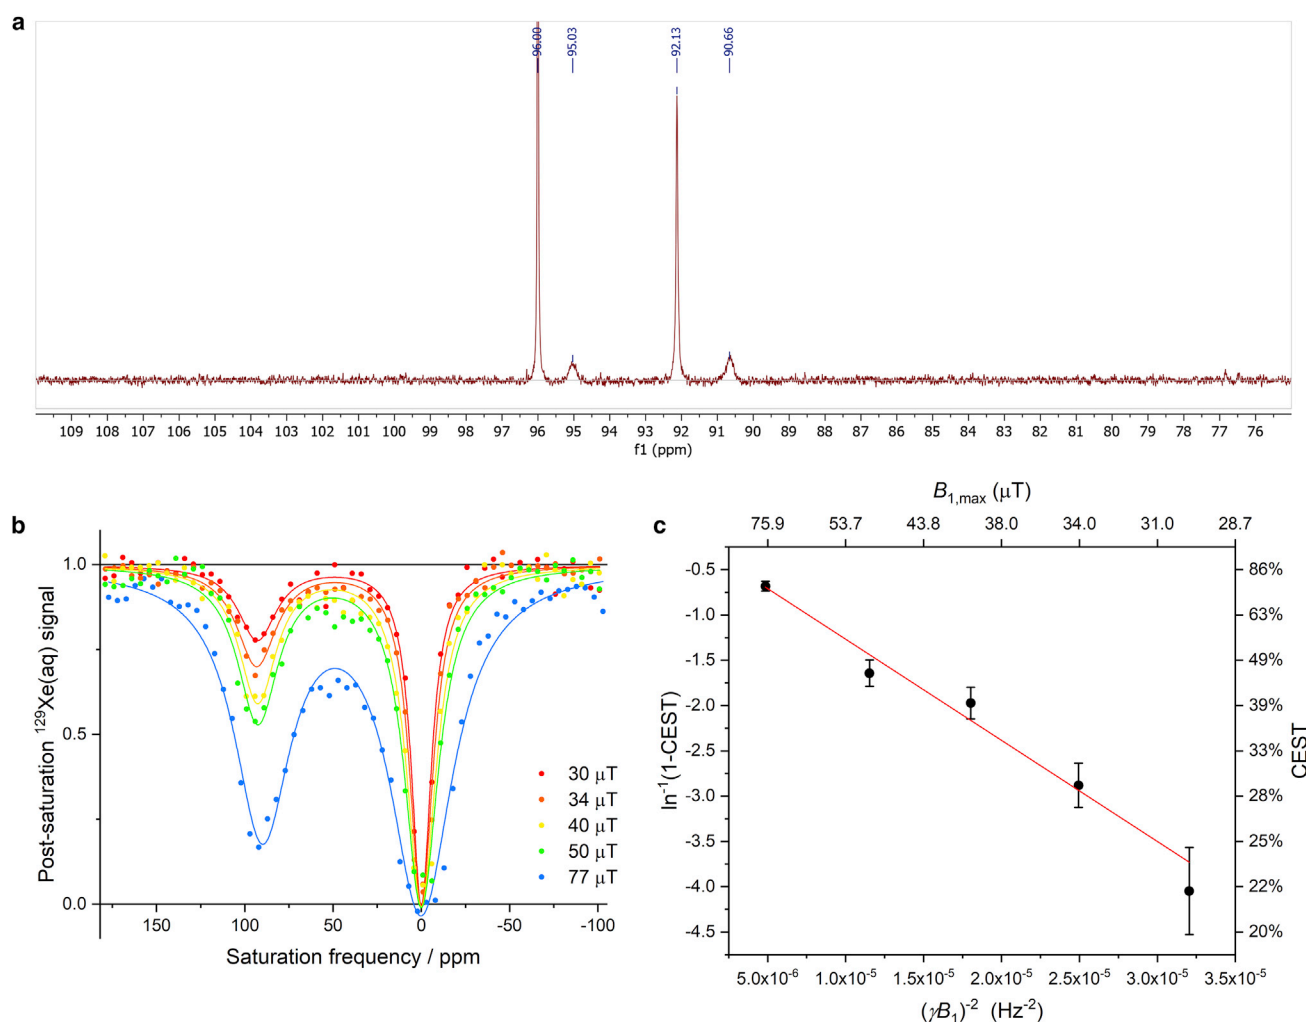 a
96.00
95.03
92.13
90.66
109 108 107 106 105 104 103 102 101 100 99 98 97 96 95 94 93 92 91 90 89 88 87 86 85 84 83 82 81 80 79 78 77 76
f1 (ppm)
b
1.0
0.5
0.0
Post-saturation ¹²⁹Xe(aq) signal
30 μT
34 μT
40 μT
50 μT
77 μT
150 100 50 0 -50 -100
Saturation frequency / ppm
c
B₁,max (μT)
75.9 53.7 43.8 38.0 34.0 31.0 28.7
-0.5
-1.0
-1.5
-2.0
-2.5
-3.0
-3.5
-4.0
-4.5
ln⁻¹(1-CEST)
86%
63%
49%
39%
33%
28%
25%
22%
20%
CEST
5.0x10⁻⁶ 1.0x10⁻⁵ 1.5x10⁻⁵ 2.0x10⁻⁵ 2.5x10⁻⁵ 3.0x10⁻⁵ 3.5x10⁻⁵
(γB₁)⁻² (Hz⁻²)